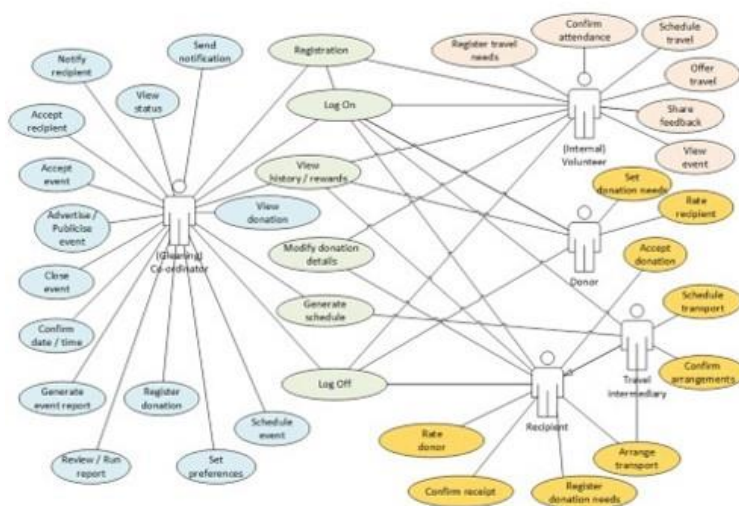 Send
notification
Notify
recipient
View
status
Accept
recipient
Accept
event
Advertise /
Publicise
event
View
donation
(Gleaning)
Co-ordinator
Close
event
Confirm
date / time
Generate
event report
Register
donation
Schedule
event
Review / Run
report
Set
preferences
Registration
Log On
View
history / rewards
Modify donation
details
Generate
schedule
Log Off
Confirm
attendance
Register travel
needs
Schedule
travel
Offer
travel
Share
feedback
View
event
(Internal)
Volunteer
Set
donation needs
Rate
recipient
Accept
donation
Donor
Schedule
transport
Confirm
arrangements
Travel
Intermediary
Recipient
Rate
donor
Arrange
transport
Confirm receipt
Register
donation needs